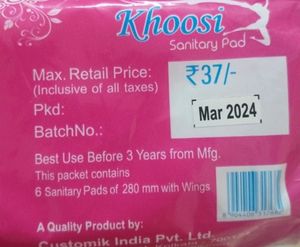 Khoosi
Sanitary Pad
Max. Retail Price: ₹37/-
(Inclusive of all taxes)
Pkd: Mar 2024
BatchNo.:
Best Use Before 3 Years from Mfg.
This packet contains
6 Sanitary Pads of 280 mm with Wings
A Quality Product by:
Customik India Pvt. Ltd.